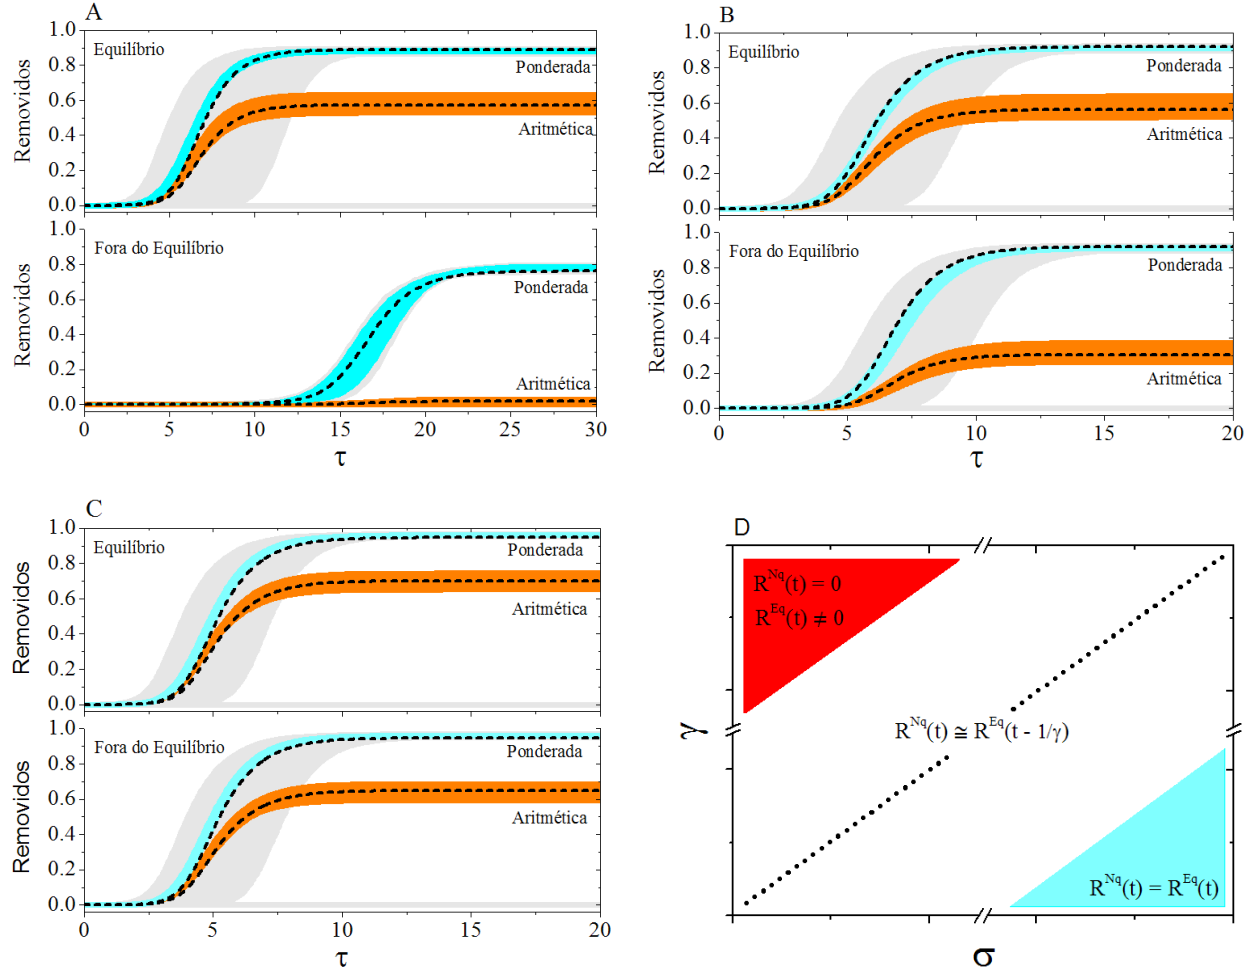 A
1.0
0.8
0.6
0.4
0.2
0.0
Removidos
Equilíbrio
Ponderada
Aritmética
1.0
0.8
0.6
0.4
0.2
0.0
Removidos
Fora do Equilíbrio
Ponderada
Aritmética
0 5 10 15 20 25 30
τ
B
1.0
0.8
0.6
0.4
0.2
0.0
Removidos
Equilíbrio
Ponderada
Aritmética
1.0
0.8
0.6
0.4
0.2
0.0
Removidos
Fora do Equilíbrio
Ponderada
Aritmética
0 5 10 15 20
τ
C
1.0
0.8
0.6
0.4
0.2
0.0
Removidos
Equilíbrio
Ponderada
Aritmética
1.0
0.8
0.6
0.4
0.2
0.0
Removidos
Fora do Equilíbrio
Ponderada
Aritmética
0 5 10 15 20
τ
D
R^Nq(t) = 0
R^Eq(t) ≠ 0
γ
R^Nq(t) ≅ R^Eq(t - 1/γ)
R^Nq(t) = R^Eq(t)
σ